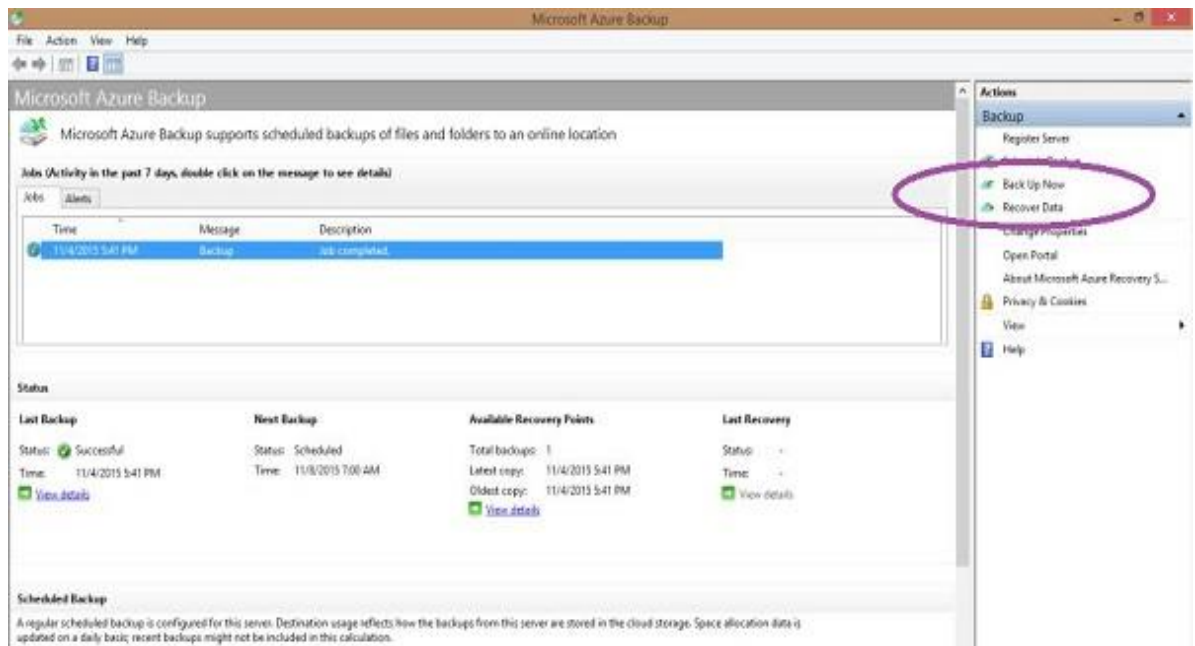 Microsoft Azure Backup
File Action View Help
Microsoft Azure Backup
Microsoft Azure Backup supports scheduled backups of files and folders to an online location
Jobs (Activity in the past 7 days, double click on the message to see details)
Jobs Alerts
Time Message Description
11/4/2015 5:41 PM Backup Job completed.
Status
Last Backup Next Backup Available Recovery Points Last Recovery
Status: Successful Status: Scheduled Total backups: 1 Status: -
Time: 11/4/2015 5:41 PM Time: 11/8/2015 7:00 AM Latest copy: 11/4/2015 5:41 PM Time: -
View details Oldest copy: 11/4/2015 5:41 PM View details
View details
Scheduled Backup
A regular scheduled backup is configured for this server. Destination usage reflects how the backups from this server are stored in the cloud storage. Space allocation data is
updated on a daily basis; recent backups might not be included in this calculation.
Actions
Backup
Register Server
Backup
Back Up Now
Recover Data
Change Properties
Open Portal
About Microsoft Azure Recovery S...
Privacy & Cookies
View
Help